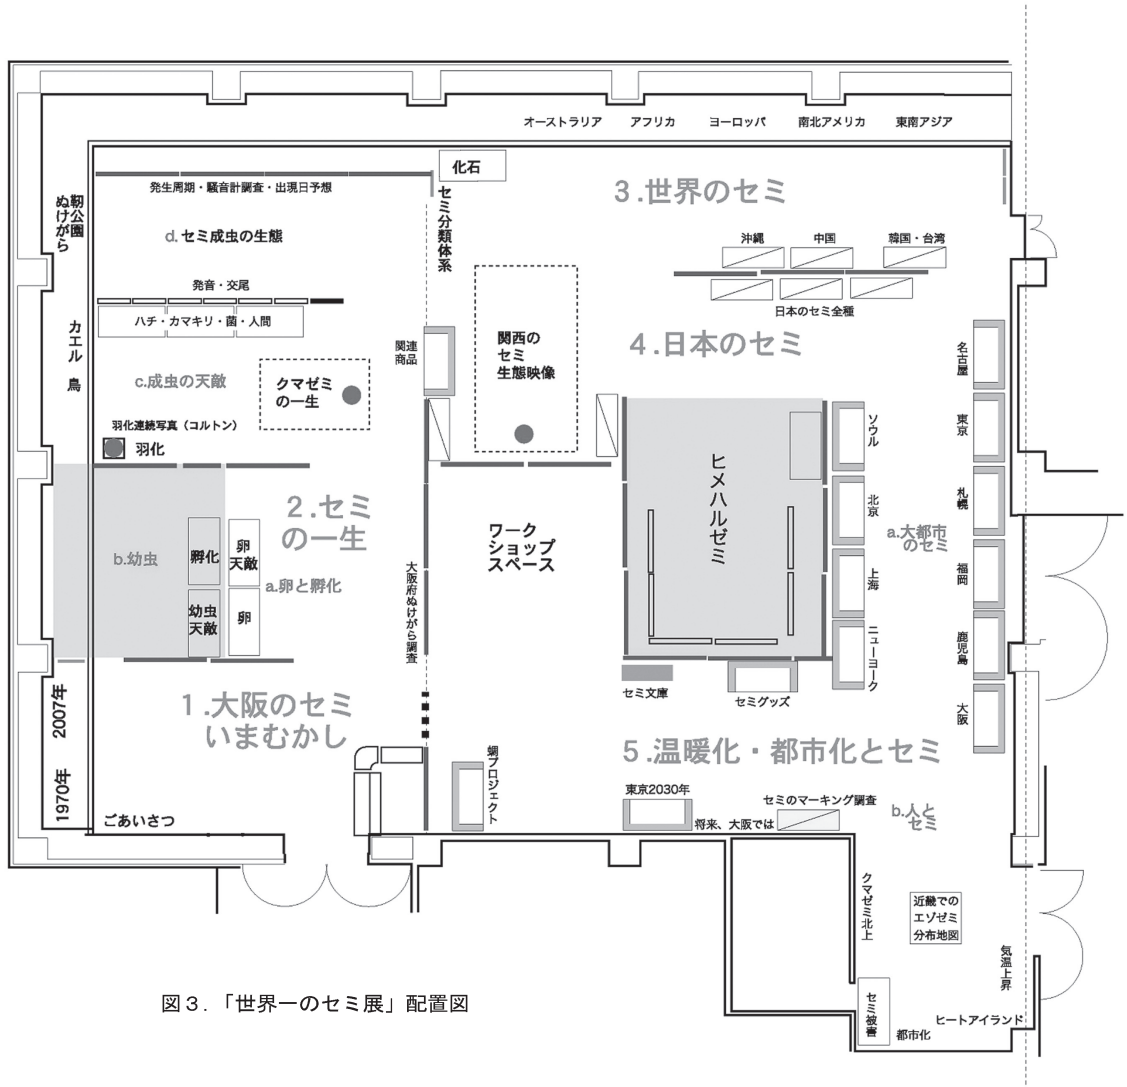 オーストラリア
アフリカ
ヨーロッパ
南北アメリカ
東南アジア
化石
3.世界のセミ
発生周期・騒音計調査・出現日予想
靭公園
ぬけがら
セミ分類体系
d.セミ成虫の生態
沖縄
中国
韓国・台湾
発音・交尾
日本のセミ全種
ハチ・カマキリ・菌・人間
カエル 鳥
関連
商品
関西の
セミ
生態映像
4.日本のセミ
名古屋
c.成虫の天敵
クマゼミ
の一生
羽化連続写真（コルトン）
羽化
ソウル
東京
ヒメハルゼミ
2.セミ
の一生
ワーク
ショップ
スペース
北京
札幌
a.大都市
のセミ
b.幼虫
孵化
卵
天敵
a.卵と孵化
大阪府ぬけがら調査
上海
福岡
幼虫
天敵
卵
ニューヨーク
鹿児島
セミ文庫
セミグッズ
大阪
2007年
1970年
1.大阪のセミ
いまむかし
5.温暖化・都市化とセミ
蜩プロジェクト
東京2030年
将来、大阪では
セミのマーキング調査
b.人と
セミ
ごあいさつ
クマゼミ北上
近畿での
エゾゼミ
分布地図
気温上昇
セミ被害
ヒートアイランド
都市化
図３.「世界一のセミ展」配置図